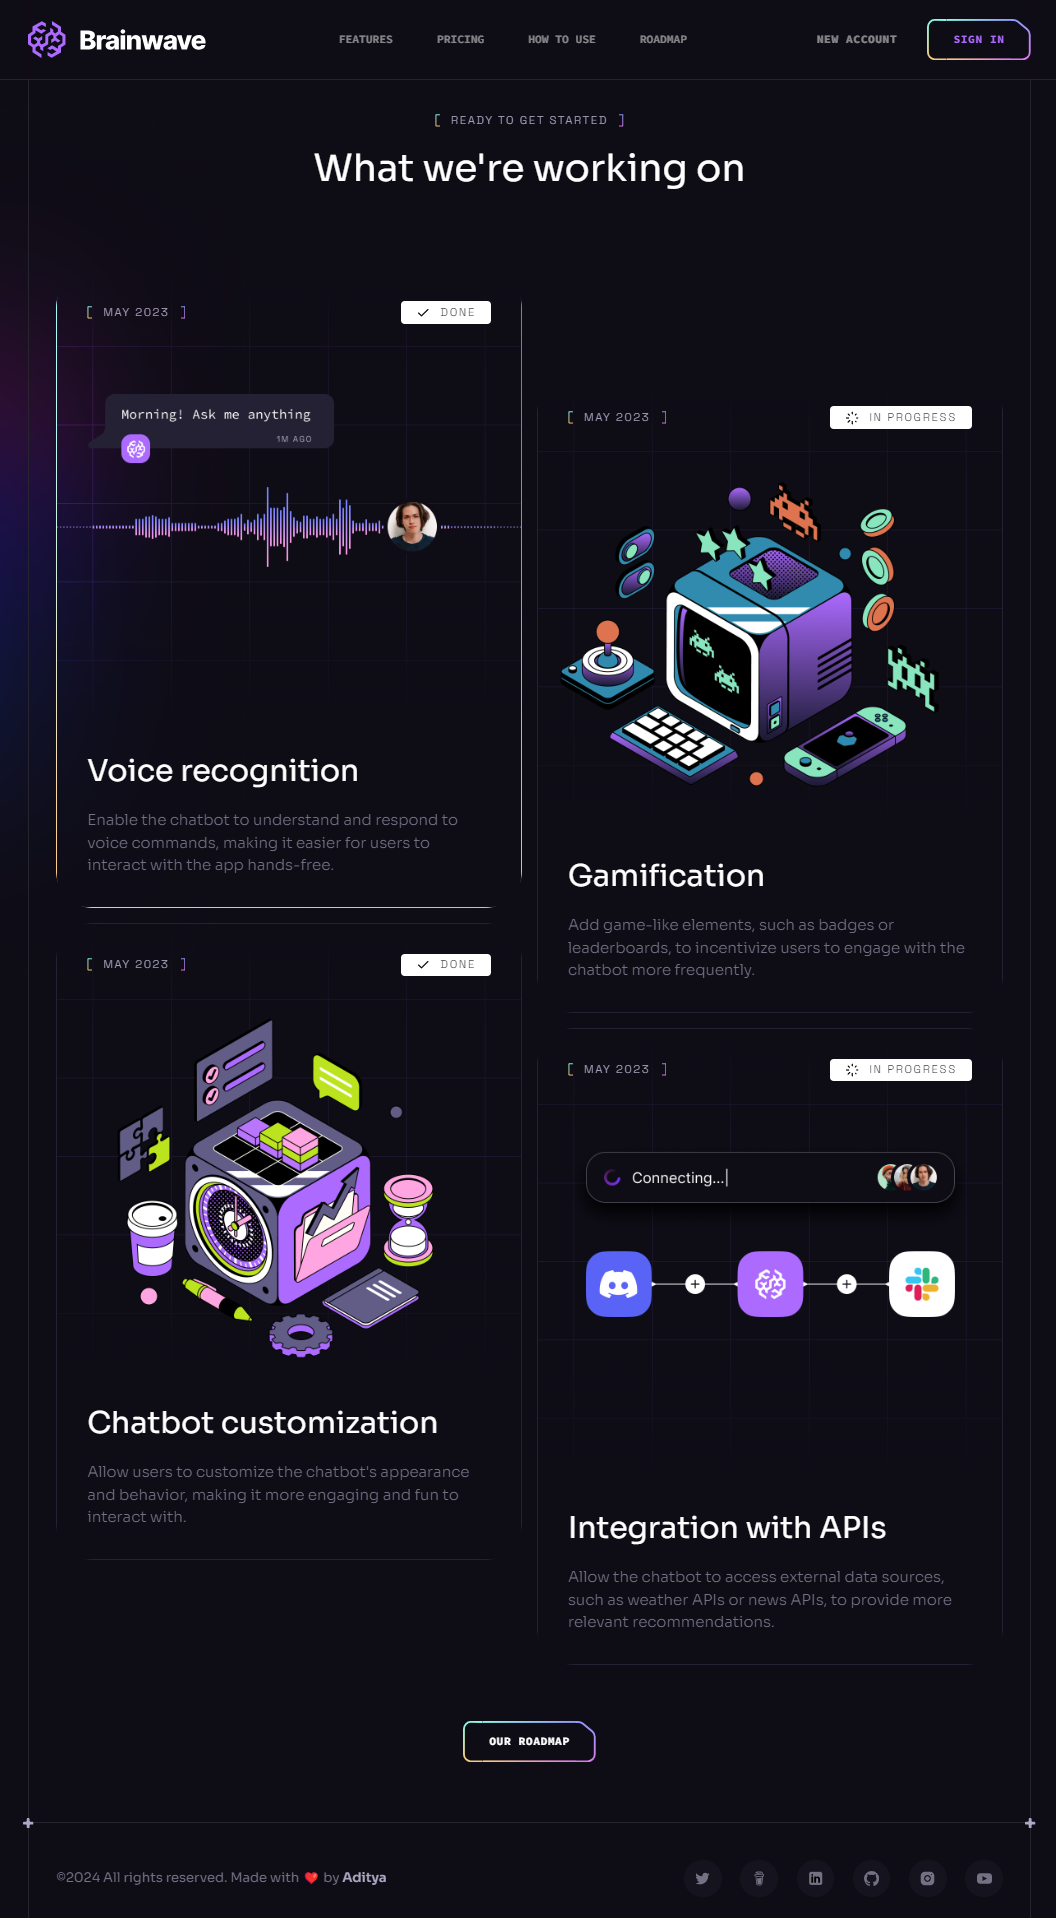 Brainwave
FEATURES
PRICING
HOW TO USE
ROADMAP
NEW ACCOUNT
SIGN IN
READY TO GET STARTED
What we're working on
MAY 2023
DONE
Morning! Ask me anything
1M AGO
Voice recognition
Enable the chatbot to understand and respond to
voice commands, making it easier for users to
interact with the app hands-free.
MAY 2023
IN PROGRESS
Gamification
Add game-like elements, such as badges or
leaderboards, to incentivize users to engage with the
chatbot more frequently.
MAY 2023
DONE
Chatbot customization
Allow users to customize the chatbot's appearance
and behavior, making it more engaging and fun to
interact with.
MAY 2023
IN PROGRESS
Connecting...|
Integration with APIs
Allow the chatbot to access external data sources,
such as weather APIs or news APIs, to provide more
relevant recommendations.
OUR ROADMAP
©2024 All rights reserved. Made with ❤️ by Aditya